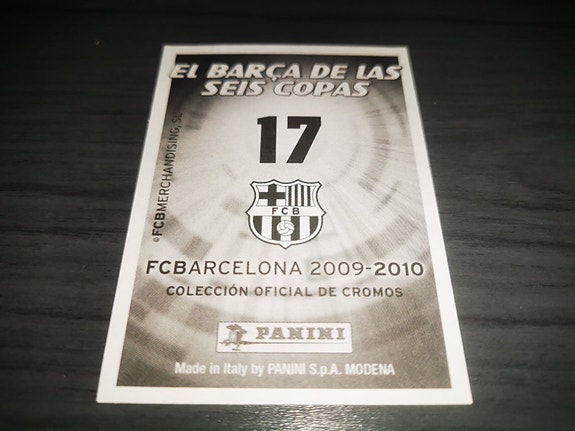 EL BARÇA DE LAS
SEIS COPAS
17
©FCBMERCHANDISING, SL
FCB
FCBARCELONA 2009-2010
COLECCIÓN OFICIAL DE CROMOS
PANINI
Made in Italy by PANINI S.p.A. MODENA